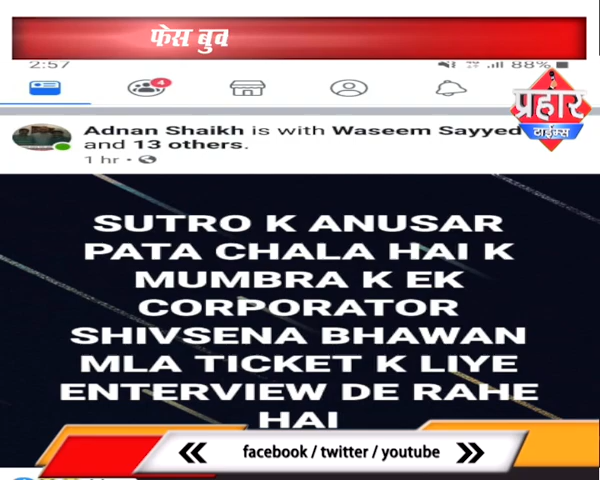 फेस बुव
2:57
88%
4
प्रहार
टाईम्स
Adnan Shaikh is with Waseem Sayyed
and 13 others.
1 hr
SUTRO K ANUSAR
PATA CHALA HAI K
MUMBRA K EK
CORPORATOR
SHIVSENA BHAWAN
MLA TICKET K LIYE
ENTERVIEW DE RAHE
HAI
facebook / twitter / youtube